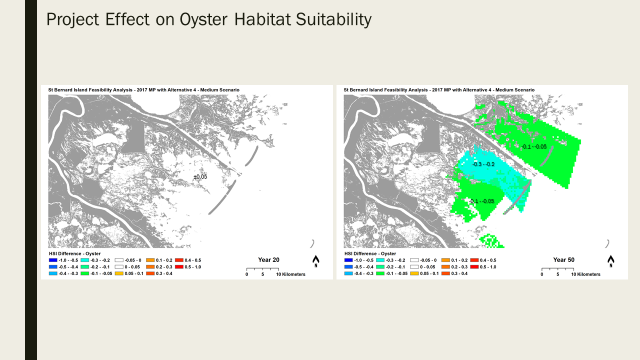 Project Effect on Oyster Habitat Suitability
St Bernard Island Feasibility Analysis - 2017 MP with Alternative 4 - Medium Scenario
±0.05
HSI Difference - Oyster
-1.0 - -0.5 -0.3 - -0.2 -0.05 - 0 0.1 - 0.2 0.4 - 0.5
-0.5 - -0.4 -0.2 - -0.1 0 - 0.05 0.2 - 0.3 0.5 - 1.0
-0.4 - -0.3 -0.1 - -0.05 0.05 - 0.1 0.3 - 0.4
Year 20
0 5 10 Kilometers
St Bernard Island Feasibility Analysis - 2017 MP with Alternative 4 - Medium Scenario
-0.1 - -0.05
HSI Difference - Oyster
-1.0 - -0.5 -0.3 - -0.2 -0.05 - 0 0.1 - 0.2 0.4 - 0.5
-0.5 - -0.4 -0.2 - -0.1 0 - 0.05 0.2 - 0.3 0.5 - 1.0
-0.4 - -0.3 -0.1 - -0.05 0.05 - 0.1 0.3 - 0.4
Year 50
0 5 10 Kilometers